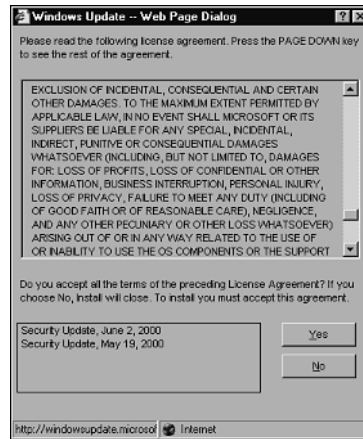 Windows Update -- Web Page Dialog
Please read the following license agreement. Press the PAGE DOWN key
to see the rest of the agreement.
EXCLUSION OF INCIDENTAL, CONSEQUENTIAL AND CERTAIN
OTHER DAMAGES. TO THE MAXIMUM EXTENT PERMITTED BY
APPLICABLE LAW, IN NO EVENT SHALL MICROSOFT OR ITS
SUPPLIERS BE LIABLE FOR ANY SPECIAL, INCIDENTAL,
INDIRECT, PUNITIVE OR CONSEQUENTIAL DAMAGES
WHATSOEVER (INCLUDING, BUT NOT LIMITED TO, DAMAGES
FOR: LOSS OF PROFITS, LOSS OF CONFIDENTIAL OR OTHER
INFORMATION, BUSINESS INTERRUPTION, PERSONAL INJURY,
LOSS OF PRIVACY, FAILURE TO MEET ANY DUTY (INCLUDING
OF GOOD FAITH OR OF REASONABLE CARE), NEGLIGENCE,
AND ANY OTHER PECUNIARY OR OTHER LOSS WHATSOEVER)
ARISING OUT OF OR IN ANY WAY RELATED TO THE USE OF
OR INABILITY TO USE THE OS COMPONENTS OR THE SUPPORT
Do you accept all the terms of the preceding License Agreement? If you
choose No, Install will close. To install you must accept this agreement.
Security Update, June 2, 2000
Security Update, May 19, 2000
Yes
No
http://windowsupdate.microsof
Internet